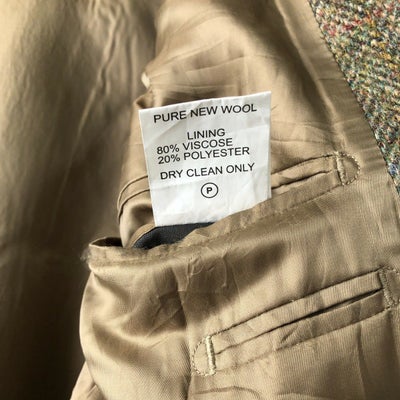 PURE NEW WOOL
LINING
80% VISCOSE
20% POLYESTER
DRY CLEAN ONLY
P